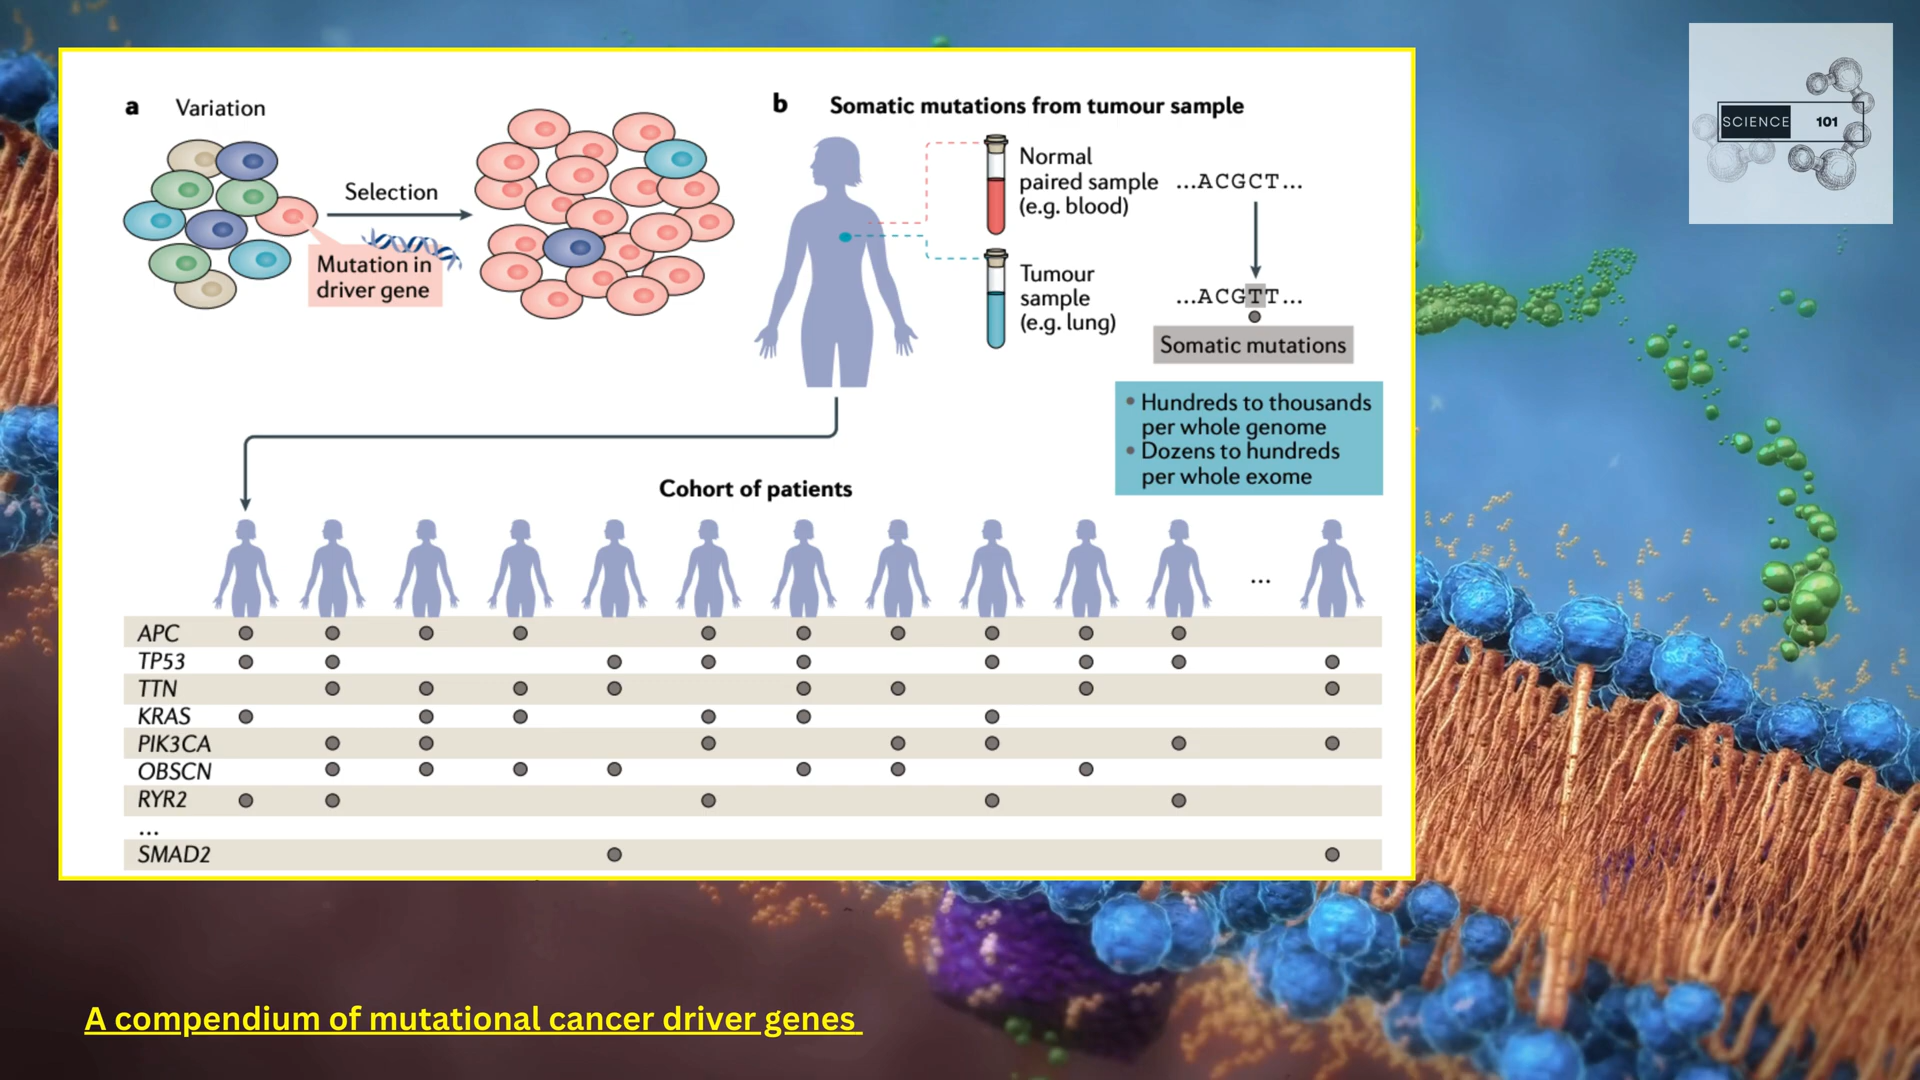 a Variation
Selection
Mutation in
driver gene
b Somatic mutations from tumour sample
Normal
paired sample
(e.g. blood)
...ACGCT...
Tumour
sample
(e.g. lung)
...ACGTT...
Somatic mutations
• Hundreds to thousands
per whole genome
• Dozens to hundreds
per whole exome
Cohort of patients
...
APC
TP53
TTN
KRAS
PIK3CA
OBSCN
RYR2
...
SMAD2
SCIENCE 101
A compendium of mutational cancer driver genes